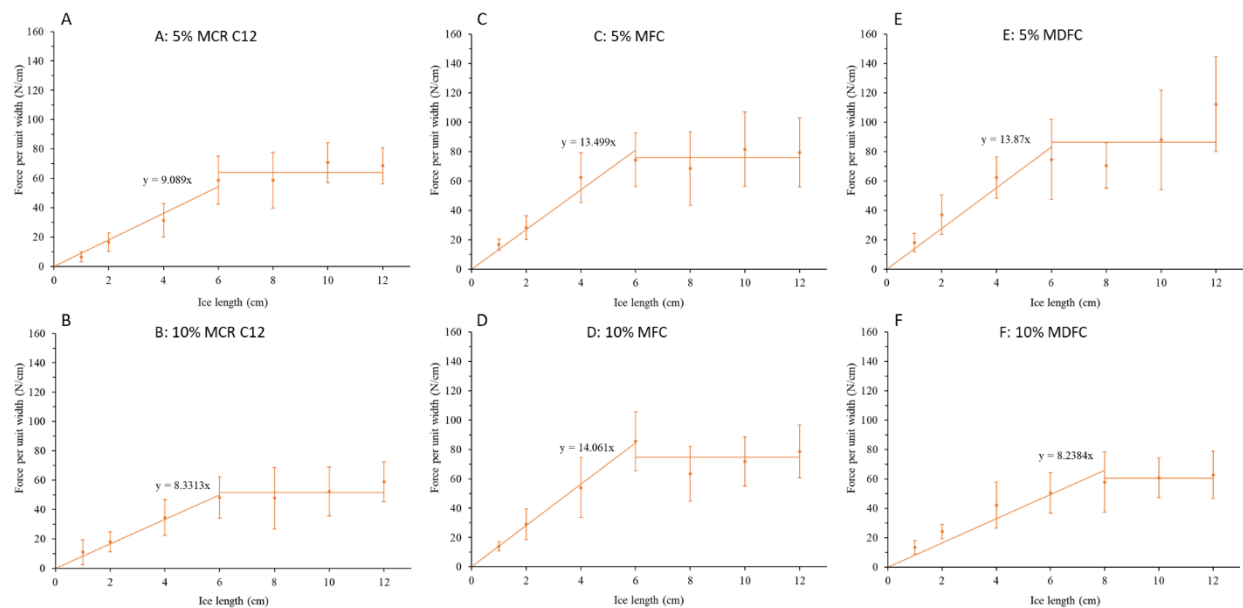 A
A: 5% MCR C12
Force per unit width (N/cm)
160
140
120
100
80
60
40
20
0
y = 9.089x
0 2 4 6 8 10 12
Ice length (cm)
C
C: 5% MFC
Force per unit width (N/cm)
160
140
120
100
80
60
40
20
0
y = 13.499x
0 2 4 6 8 10 12
Ice length (cm)
E
E: 5% MDFC
Force per unit width (N/cm)
160
140
120
100
80
60
40
20
0
y = 13.87x
0 2 4 6 8 10 12
Ice length (cm)
B
B: 10% MCR C12
Force per unit width (N/cm)
160
140
120
100
80
60
40
20
0
y = 8.3313x
0 2 4 6 8 10 12
Ice length (cm)
D
D: 10% MFC
Force per unit width (N/cm)
160
140
120
100
80
60
40
20
0
y = 14.061x
0 2 4 6 8 10 12
Ice length (cm)
F
F: 10% MDFC
Force per unit width (N/cm)
160
140
120
100
80
60
40
20
0
y = 8.2384x
0 2 4 6 8 10 12
Ice length (cm)